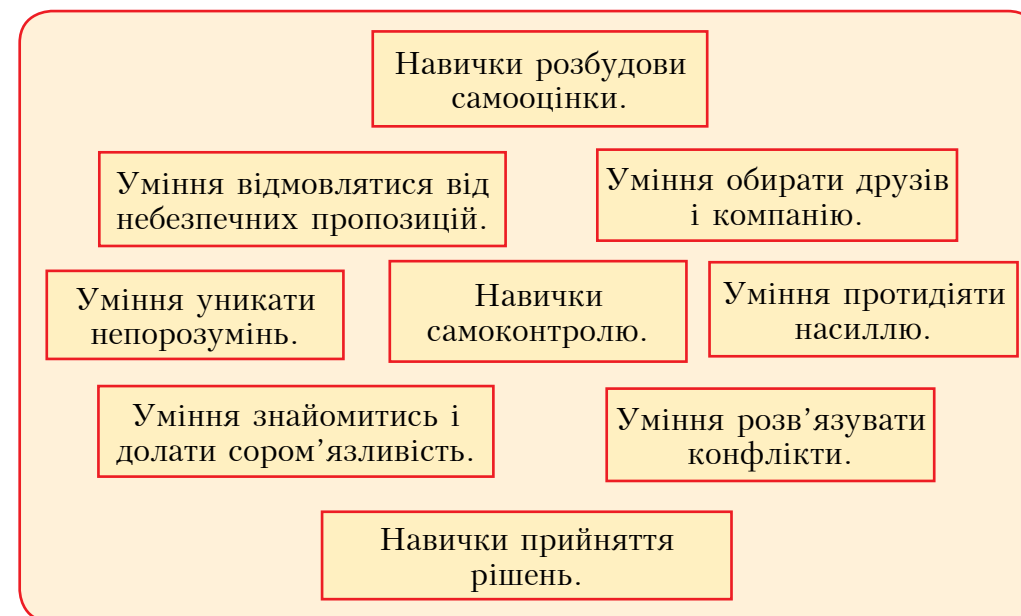 Навички розбудови
самооцінки.
Уміння відмовлятися від
небезпечних пропозицій.
Уміння обирати друзів
і компанію.
Уміння уникати
непорозумінь.
Навички
самоконтролю.
Уміння протидіяти
насиллю.
Уміння знайомитись і
долати сором’язливість.
Уміння розв’язувати
конфлікти.
Навички прийняття
рішень.